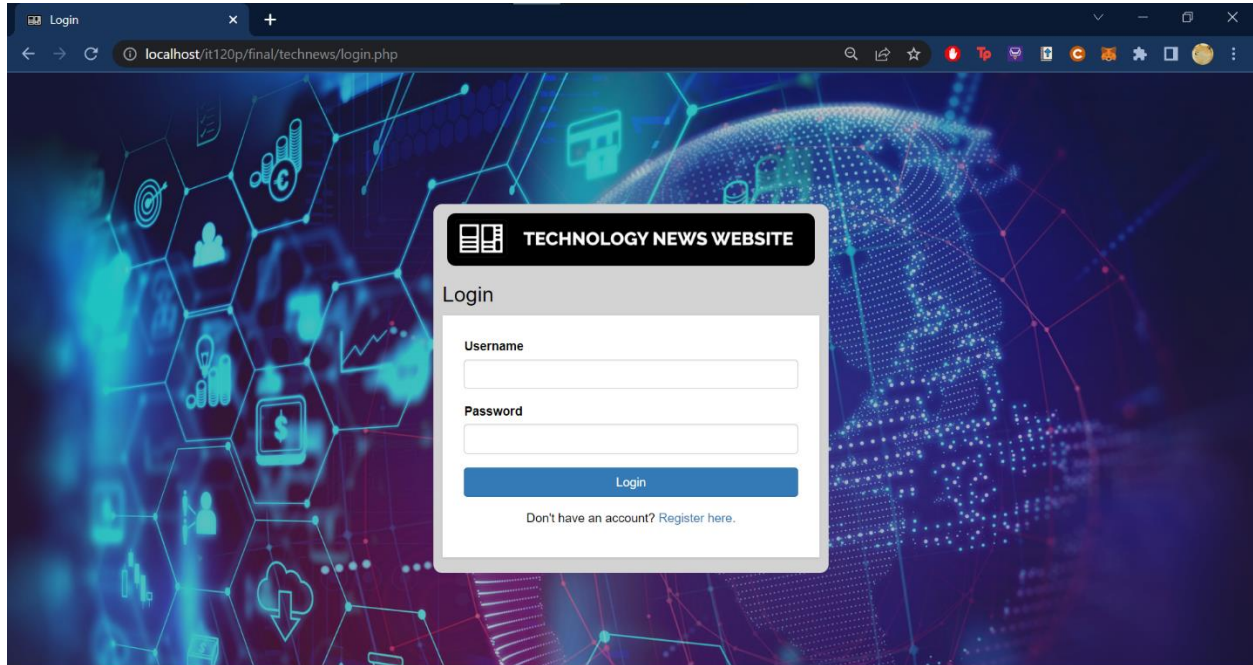 Login
localhost/it120p/final/technews/login.php
TECHNOLOGY NEWS WEBSITE
Login
Username
Password
Login
Don't have an account? Register here.